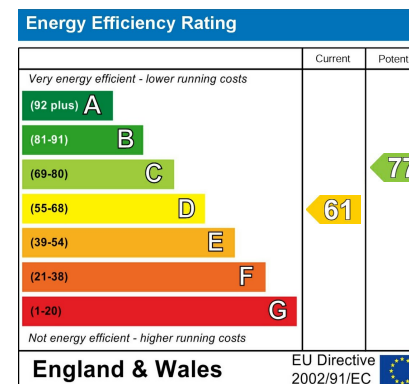 Energy Efficiency Rating
Current Potent
Very energy efficient - lower running costs
(92 plus) A
(81-91) B
(69-80) C
77
(55-68) D
61
(39-54) E
(21-38) F
(1-20) G
Not energy efficient - higher running costs
England & Wales
EU Directive
2002/91/EC